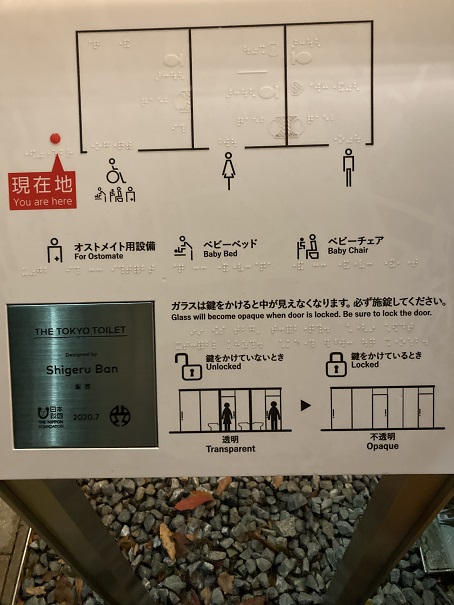 現在地
You are here
オストメイト用設備
For Ostomate
ベビーベッド
Baby Bed
ベビーチェア
Baby Chair
ガラスは鍵をかけると中が見えなくなります。必ず施錠してください。
Glass will become opaque when door is locked. Be sure to lock the door.
THE TOKYO TOILET
Designed by
Shigeru Ban
坂 茂
日本
財団
THE NIPPON
FOUNDATION
2020.7
鍵をかけていないとき
Unlocked
透明
Transparent
鍵をかけているとき
Locked
不透明
Opaque